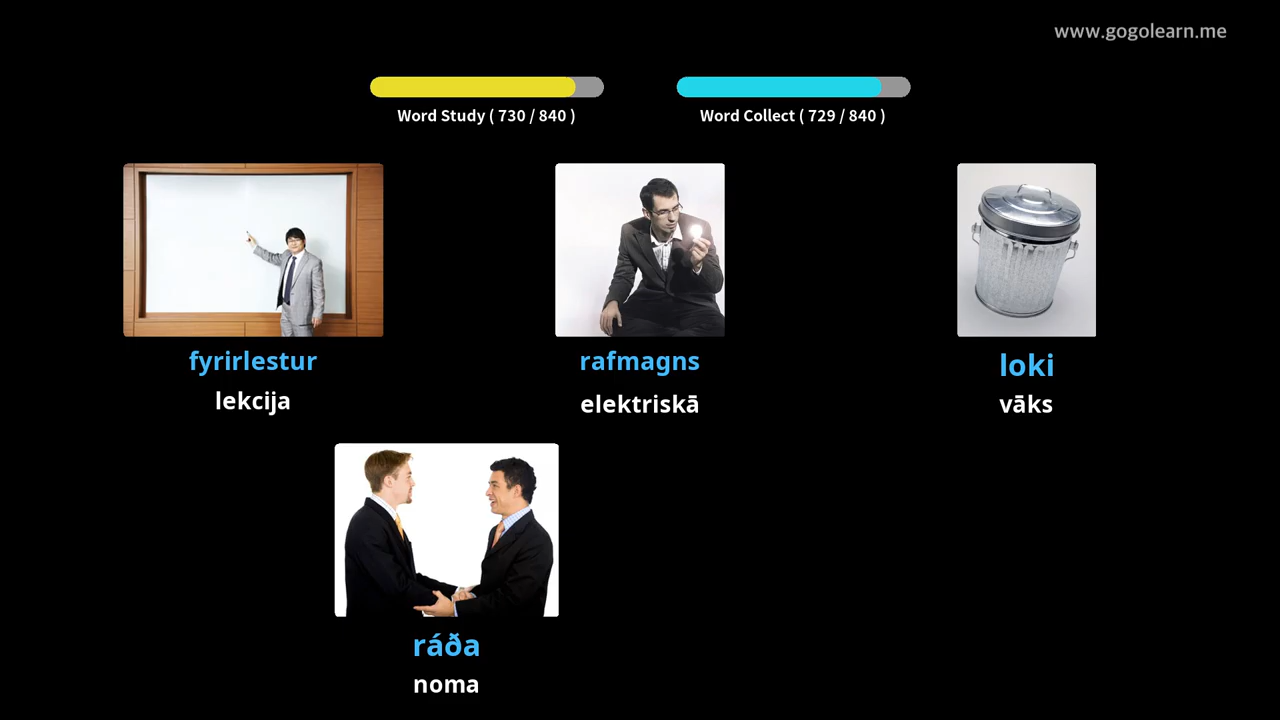 www.gogolearn.me
Word Study ( 730 / 840 )
Word Collect ( 729 / 840 )
fyrirlestur
lekcija
rafmagns
elektriskā
loki
vāks
ráða
noma